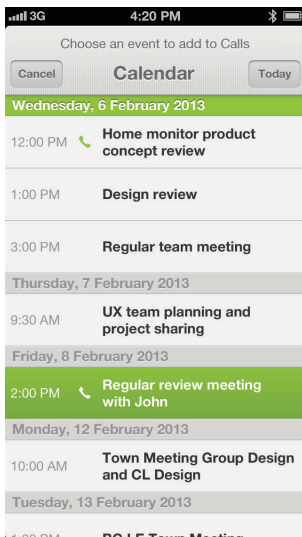 3G 4:20 PM
Choose an event to add to Calls
Cancel Calendar Today
Wednesday, 6 February 2013
12:00 PM Home monitor product
concept review
1:00 PM Design review
3:00 PM Regular team meeting
Thursday, 7 February 2013
9:30 AM UX team planning and
project sharing
Friday, 8 February 2013
2:00 PM Regular review meeting
with John
Monday, 12 February 2013
10:00 AM Town Meeting Group Design
and CL Design
Tuesday, 13 February 2013
Town Meeting